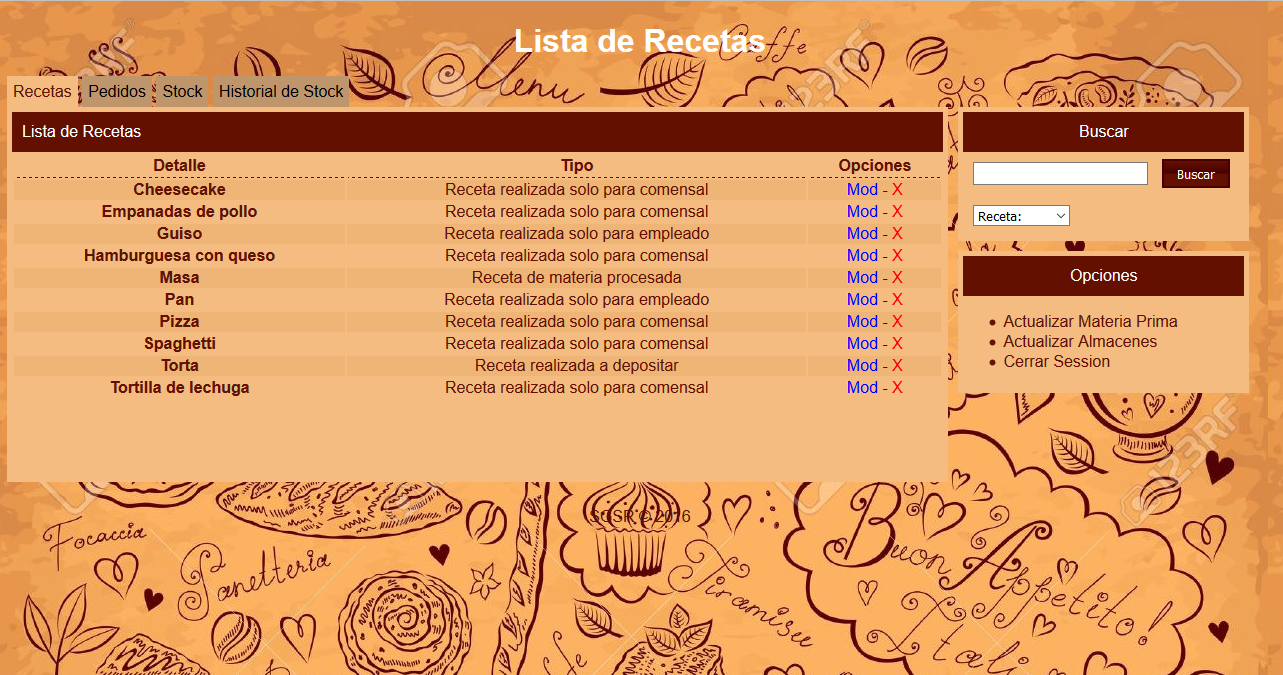 Lista de Recetas
Caffe
Menu
Recetas Pedidos Stock Historial de Stock
Lista de Recetas
Detalle Tipo Opciones
Cheesecake Receta realizada solo para comensal Mod - X
Empanadas de pollo Receta realizada solo para comensal Mod - X
Guiso Receta realizada solo para empleado Mod - X
Hamburguesa con queso Receta realizada solo para comensal Mod - X
Masa Receta de materia procesada Mod - X
Pan Receta realizada solo para empleado Mod - X
Pizza Receta realizada solo para comensal Mod - X
Spaghetti Receta realizada solo para comensal Mod - X
Torta Receta realizada a depositar Mod - X
Tortilla de lechuga Receta realizada solo para comensal Mod - X
Buscar
Buscar
Receta:
Opciones
Actualizar Materia Prima
Actualizar Almacenes
Cerrar Session
123RF
SGSR © 2016
Focaccia
Panetteria
Tiramisu
Buon
Appetito!